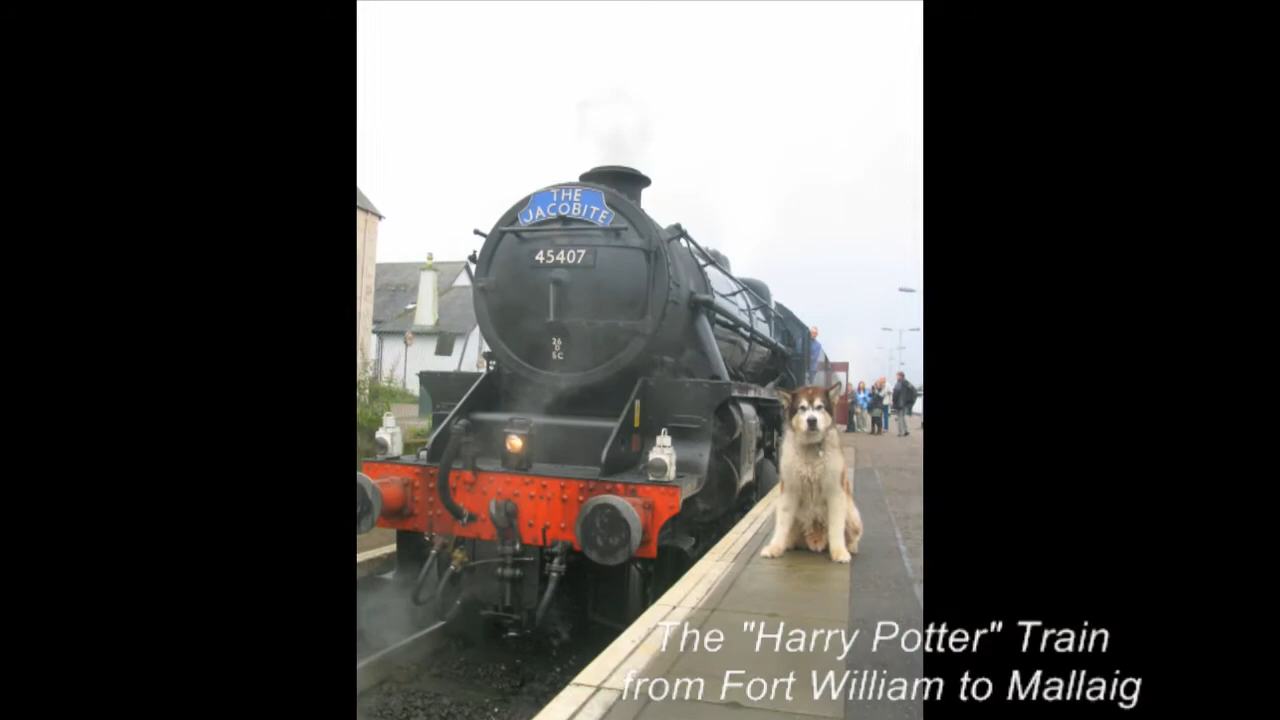 THE
JACOBITE
45407
26
D
SC
The "Harry Potter" Train
from Fort William to Mallaig